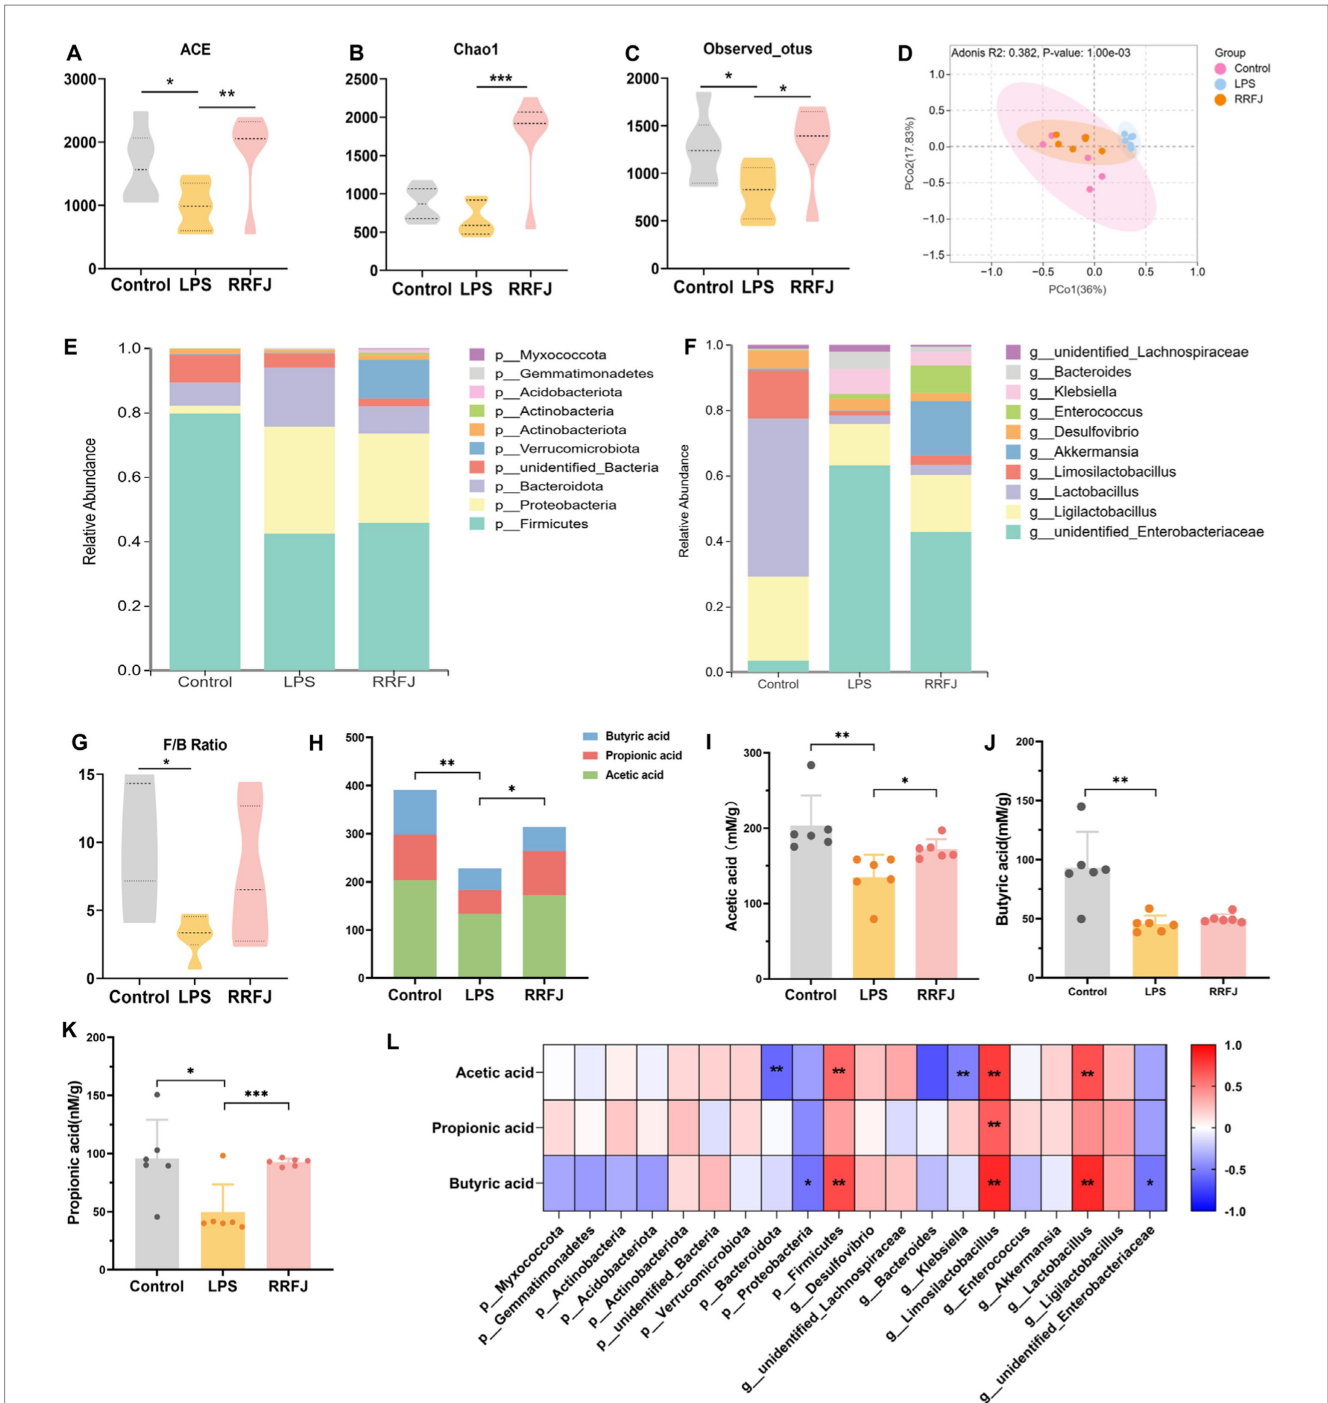 A
ACE
3000
2000
1000
0
*
**
Control
LPS
RRFJ
B
Chao1
2500
2000
1500
1000
500
0
***
Control
LPS
RRFJ
C
Observed_otus
2000
1500
1000
500
0
*
*
Control
LPS
RRFJ
D
Adonis R2: 0.382, P-value: 1.00e-03
1.0
0.5
0.0
−0.5
−1.0
−1.5
PCo2(17.83%)
−1.0
−0.5
0.0
0.5
1.0
PCo1(36%)
Group
Control
LPS
RRFJ
E
Relative Abundance
1.0
0.8
0.6
0.4
0.2
0.0
Control
LPS
RRFJ
p__Myxococcota
p__Gemmatimonadetes
p__Acidobacteriota
p__Actinobacteria
p__Actinobacteriota
p__Verrucomicrobiota
p__unidentified_Bacteria
p__Bacteroidota
p__Proteobacteria
p__Firmicutes
F
Relative Abundance
1.0
0.8
0.6
0.4
0.2
0.0
Control
LPS
RRFJ
g__unidentified_Lachnospiraceae
g__Bacteroides
g__Klebsiella
g__Enterococcus
g__Desulfovibrio
g__Akkermansia
g__Limosilactobacillus
g__Lactobacillus
g__Ligilactobacillus
g__unidentified_Enterobacteriaceae
G
F/B Ratio
15
10
5
0
*
Control
LPS
RRFJ
H
500
400
300
200
100
0
**
*
Control
LPS
RRFJ
Butyric acid
Propionic acid
Acetic acid
I
Acetic acid （mM/g）
300
200
100
0
**
*
Control
LPS
RRFJ
J
Butyric acid(mM/g)
200
150
100
50
0
**
Control
LPS
RRFJ
K
Propionic acid(nM/g)
200
150
100
50
0
*
***
Control
LPS
RRFJ
L
Acetic acid
** ** ** ** **
Propionic acid
**
Butyric acid
* ** ** ** *
p__Myxococcota
p__Gemmatimonadetes
p__Actinobacteria
p__Acidobacteriota
p__Actinobacteriota
p__unidentified_Bacteria
p__Verrucomicrobiota
p__Bacteroidota
p__Proteobacteria
p__Firmicutes
g__Desulfovibrio
g__unidentified_Lachnospiraceae
g__Bacteroides
g__Klebsiella
g__Limosilactobacillus
g__Enterococcus
g__Akkermansia
g__Lactobacillus
g__Ligilactobacillus
g__unidentified_Enterobacteriaceae
1.0
0.5
0
-0.5
-1.0